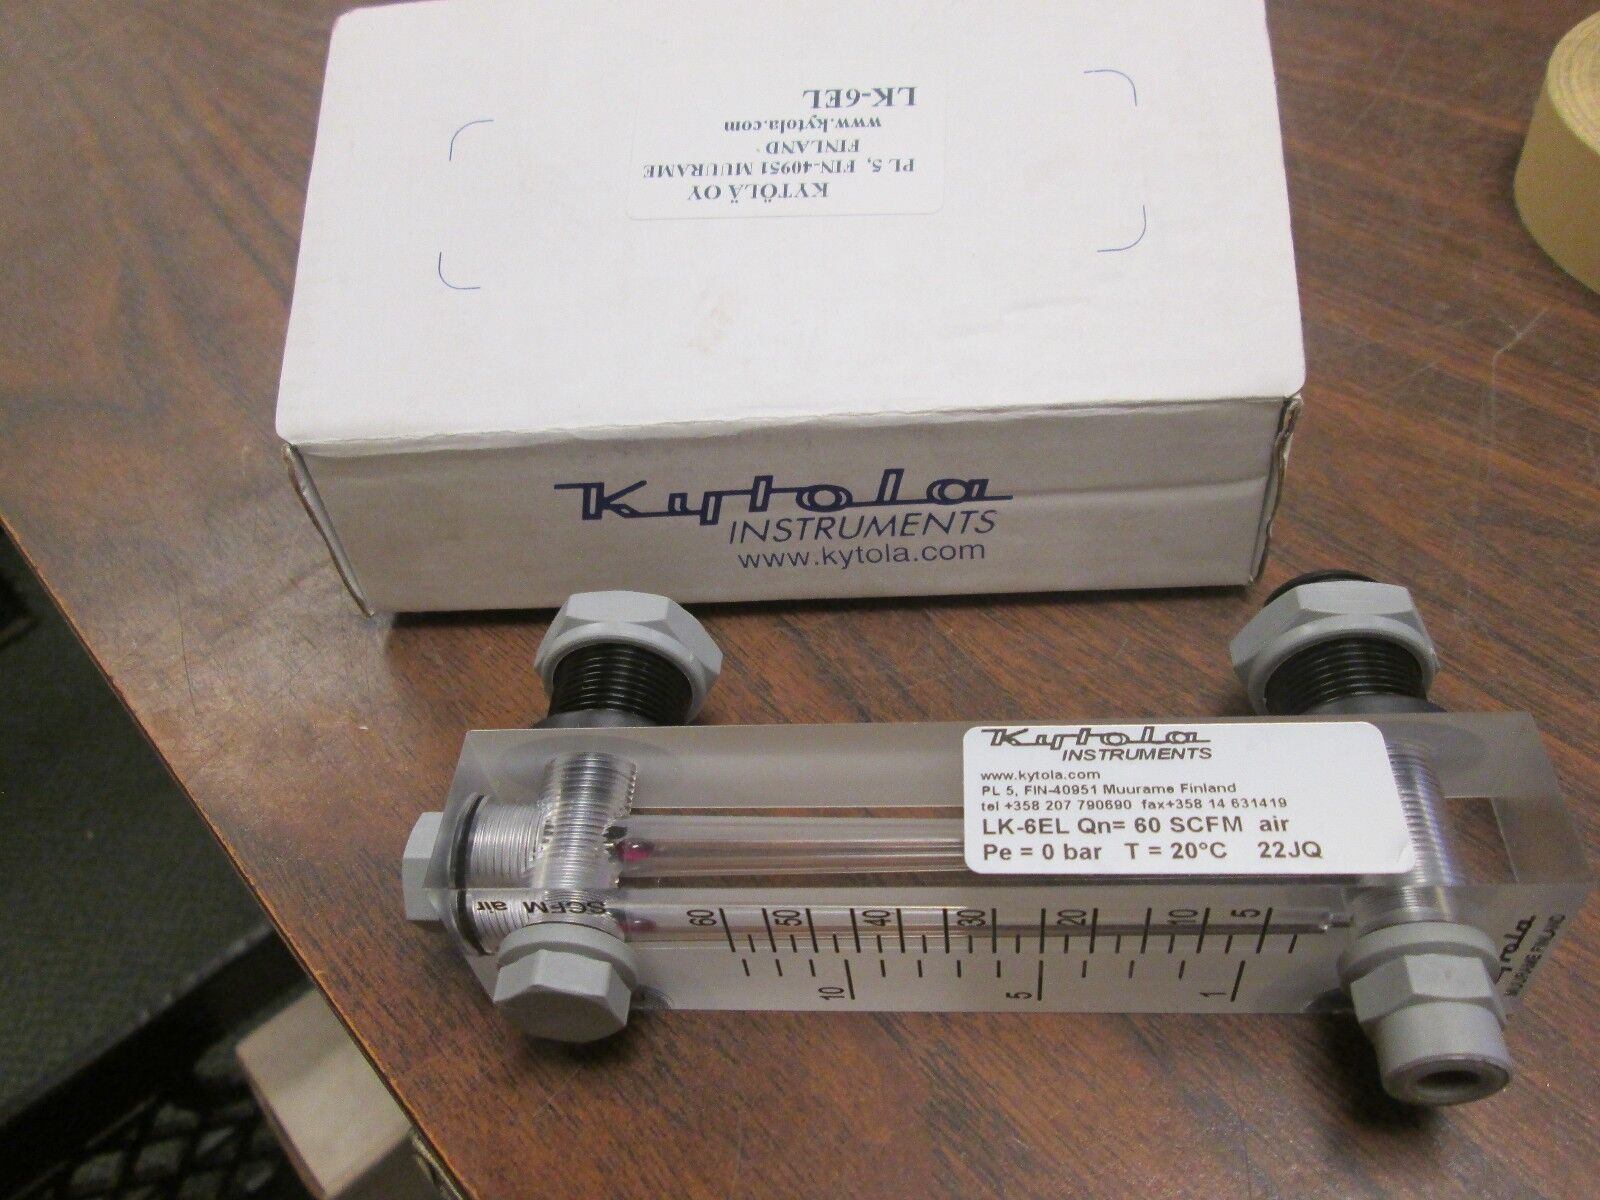 KYTÖLÄ OY
PL 5, FIN-40951 MUURAME
FINLAND
www.kytola.com
LK-6EL
Kytola
INSTRUMENTS
www.kytola.com
Kytola
INSTRUMENTS
www.kytola.com
PL 5, FIN-40951 Muurame Finland
tel +358 207 790690 fax+358 14 631419
LK-6EL Qn= 60 SCFM air
Pe = 0 bar T = 20°C 22JQ
SCFM air
60 50 40 30 20 10 5
10 5 1
MUURAME FINLAND